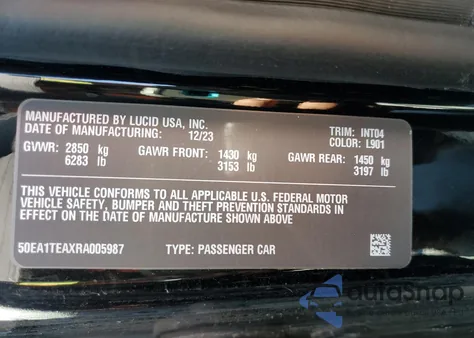 MANUFACTURED BY LUCID USA, INC.
DATE OF MANUFACTURING: 12/23 TRIM: INT04
COLOR: L901
GVWR: 2850 kg GAWR FRONT: 1430 kg GAWR REAR: 1450 kg
6283 lb 3153 lb 3197 lb
THIS VEHICLE CONFORMS TO ALL APPLICABLE U.S. FEDERAL MOTOR
VEHICLE SAFETY, BUMPER AND THEFT PREVENTION STANDARDS IN
EFFECT ON THE DATE OF MANUFACTURE SHOWN ABOVE
50EA1TEAXRA005987 TYPE: PASSENGER CAR
autoSnap